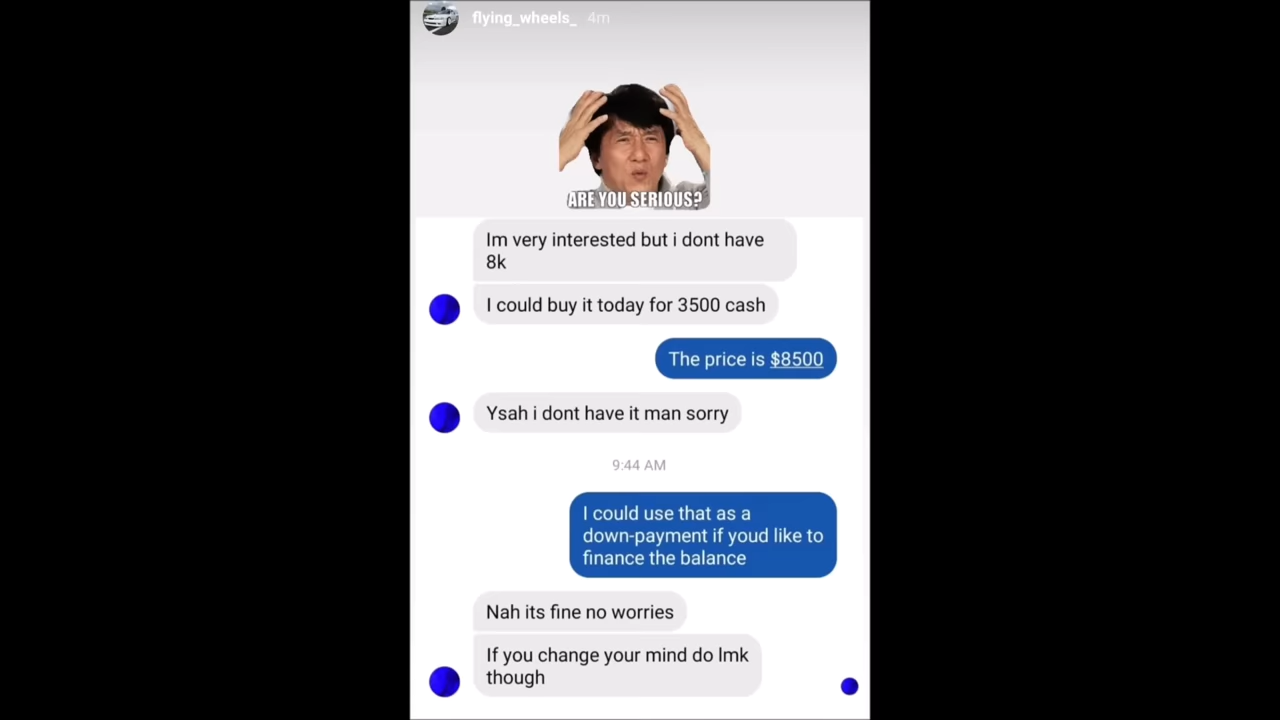 flying_wheels_ 4m
ARE YOU SERIOUS?
Im very interested but i dont have
8k
I could buy it today for 3500 cash
The price is $8500
Ysah i dont have it man sorry
9:44 AM
I could use that as a
down-payment if youd like to
finance the balance
Nah its fine no worries
If you change your mind do lmk
though